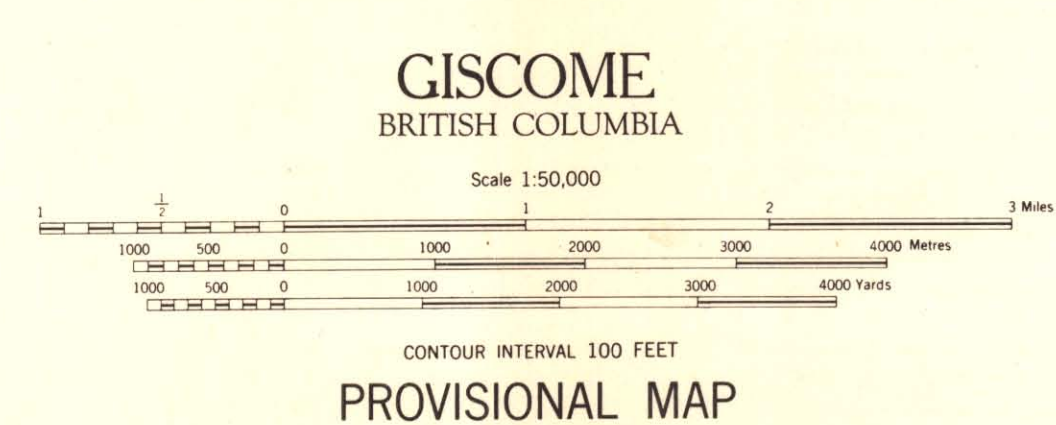 GISCOME
BRITISH COLUMBIA
Scale 1:50,000
1 1/2 0 1 2 3 Miles
1000 500 0 1000 2000 3000 4000 Metres
1000 500 0 1000 2000 3000 4000 Yards
CONTOUR INTERVAL 100 FEET
PROVISIONAL MAP